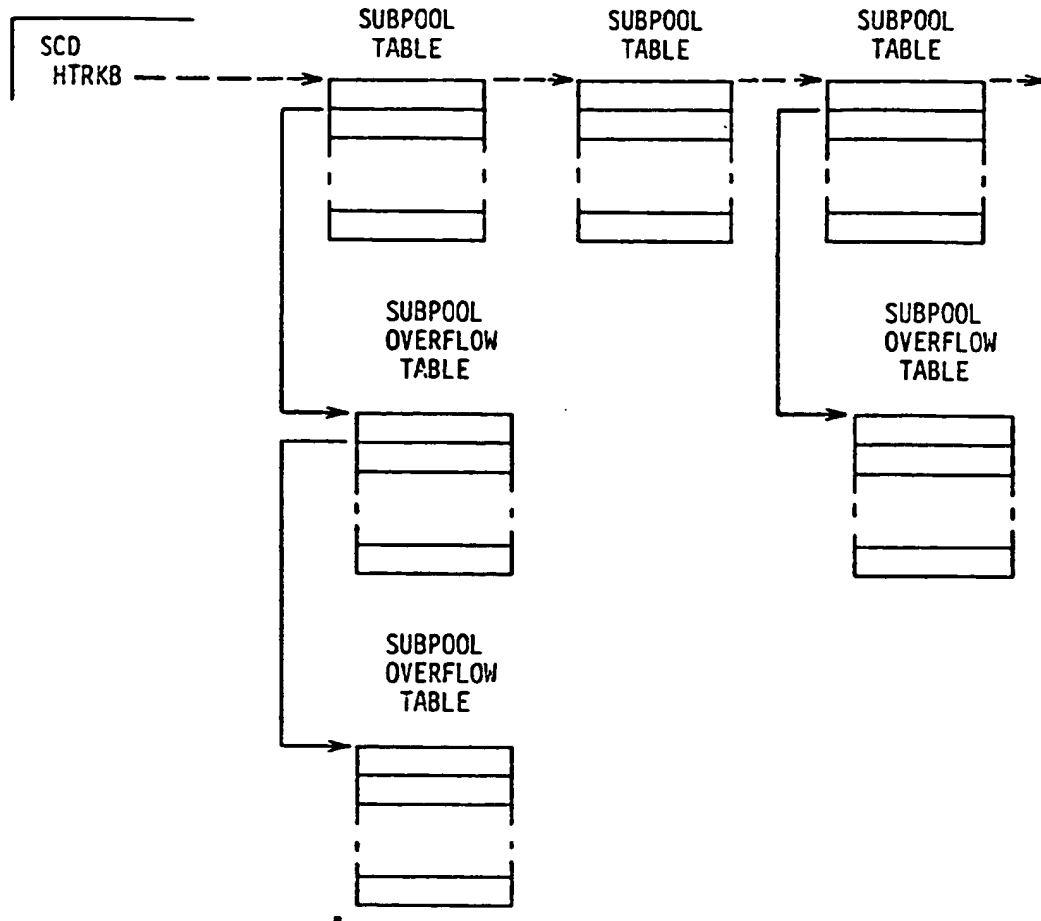 SCD
HTRKB
SUBPOOL
TABLE
SUBPOOL
TABLE
SUBPOOL
TABLE
SUBPOOL
OVERFLOW
TABLE
SUBPOOL
OVERFLOW
TABLE
SUBPOOL
OVERFLOW
TABLE